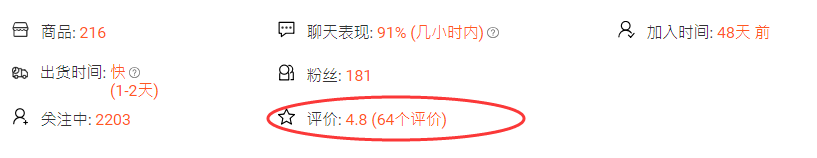 商品: 216
聊天表现: 91% (几小时内)
加入时间: 48天 前
出货时间: 快
(1-2天)
粉丝: 181
关注中: 2203
评价: 4.8 (64个评价)